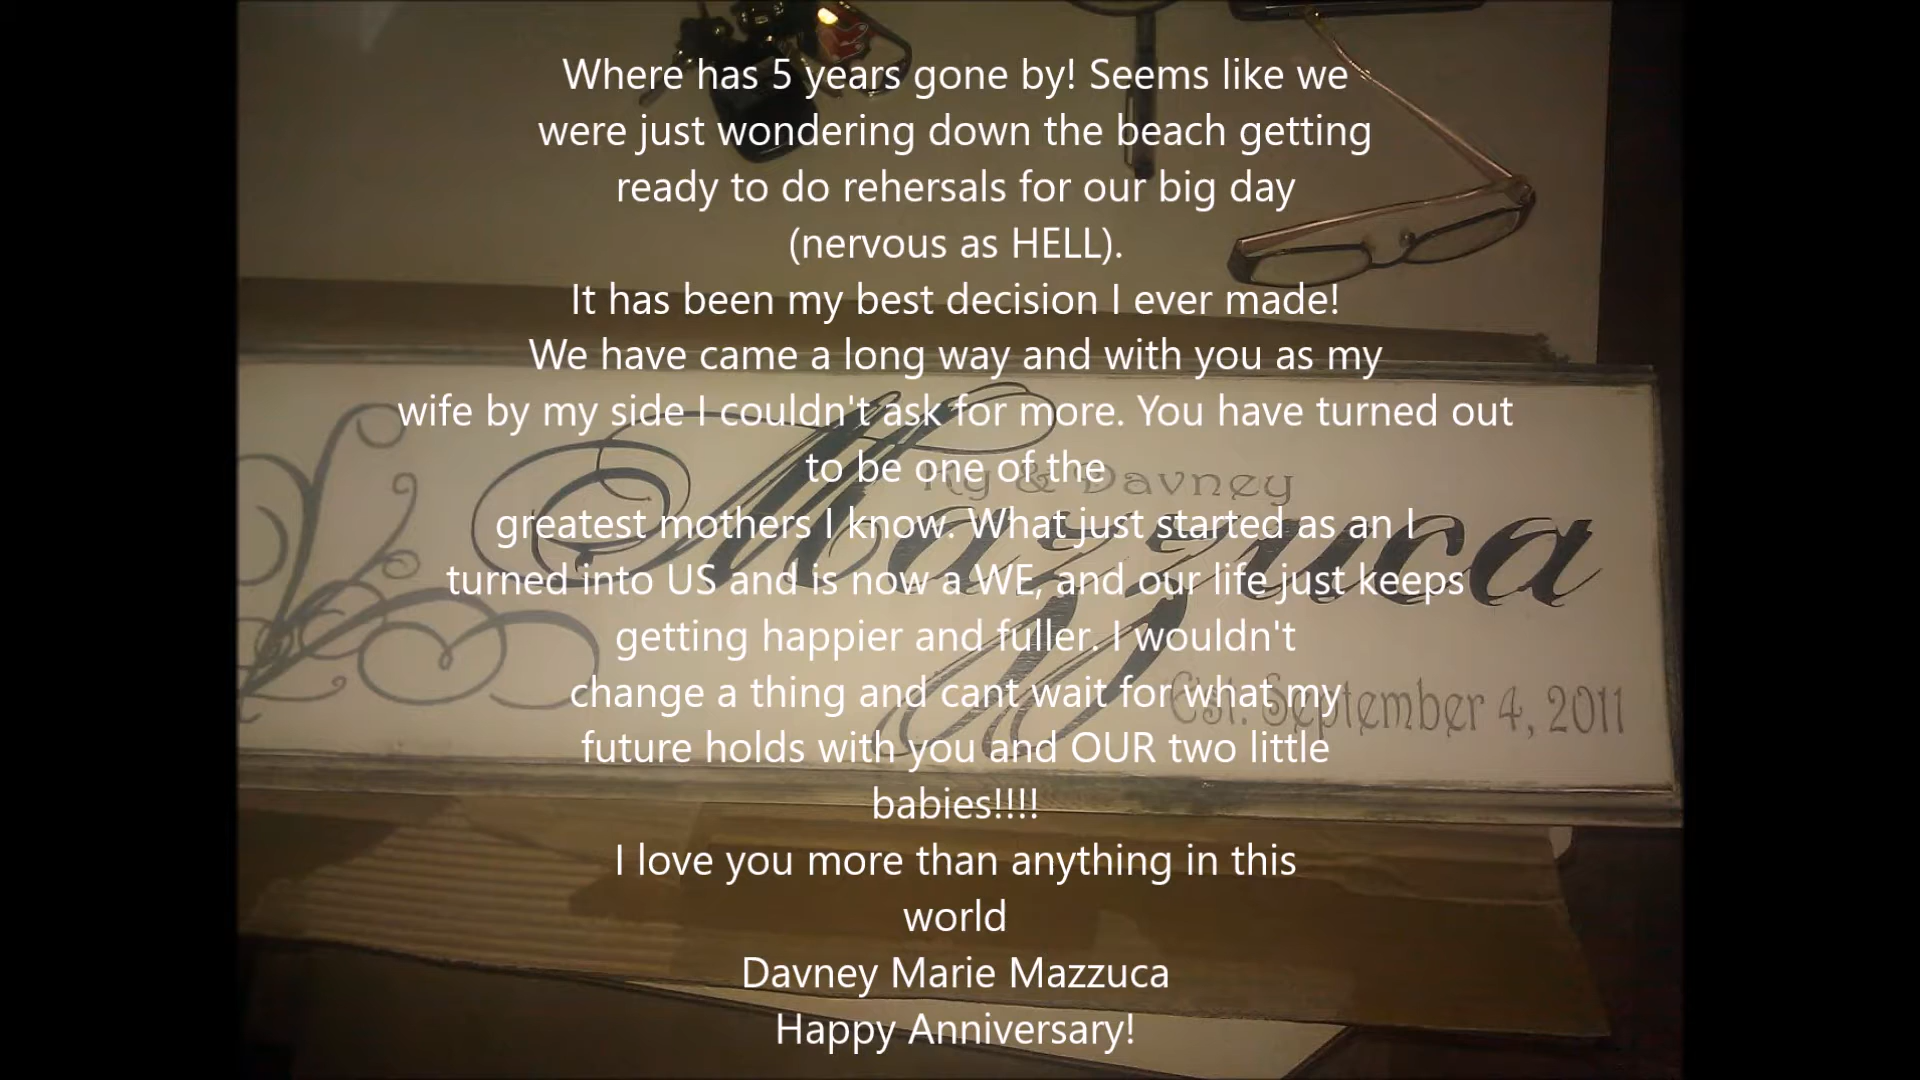 Where has 5 years gone by! Seems like we
were just wondering down the beach getting
ready to do rehersals for our big day
(nervous as HELL).
It has been my best decision I ever made!
We have came a long way and with you as my
wife by my side I couldn't ask for more. You have turned out
to be one of the
greatest mothers I know. What just started as an I
turned into US and is now a WE, and our life just keeps
getting happier and fuller. I wouldn't
change a thing and cant wait for what my
future holds with you and OUR two little
babies!!!!
I love you more than anything in this
world
Davney Marie Mazzuca
Happy Anniversary!
Ky & Davney
Mazzuca
Est. September 4, 2011